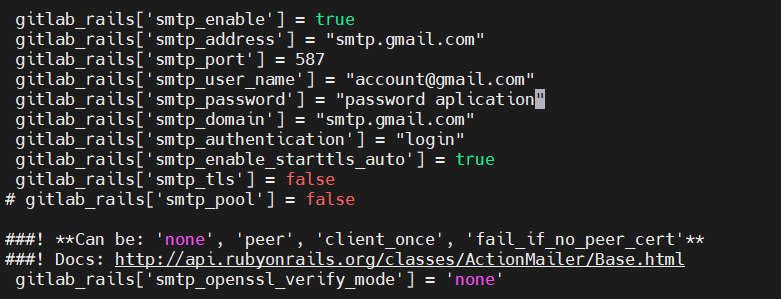 gitlab_rails['smtp_enable'] = true
gitlab_rails['smtp_address'] = "smtp.gmail.com"
gitlab_rails['smtp_port'] = 587
gitlab_rails['smtp_user_name'] = "account@gmail.com"
gitlab_rails['smtp_password'] = "password aplication"
gitlab_rails['smtp_domain'] = "smtp.gmail.com"
gitlab_rails['smtp_authentication'] = "login"
gitlab_rails['smtp_enable_starttls_auto'] = true
gitlab_rails['smtp_tls'] = false
# gitlab_rails['smtp_pool'] = false
###! **Can be: 'none', 'peer', 'client_once', 'fail_if_no_peer_cert'**
###! Docs: http://api.rubyonrails.org/classes/ActionMailer/Base.html
gitlab_rails['smtp_openssl_verify_mode'] = 'none'